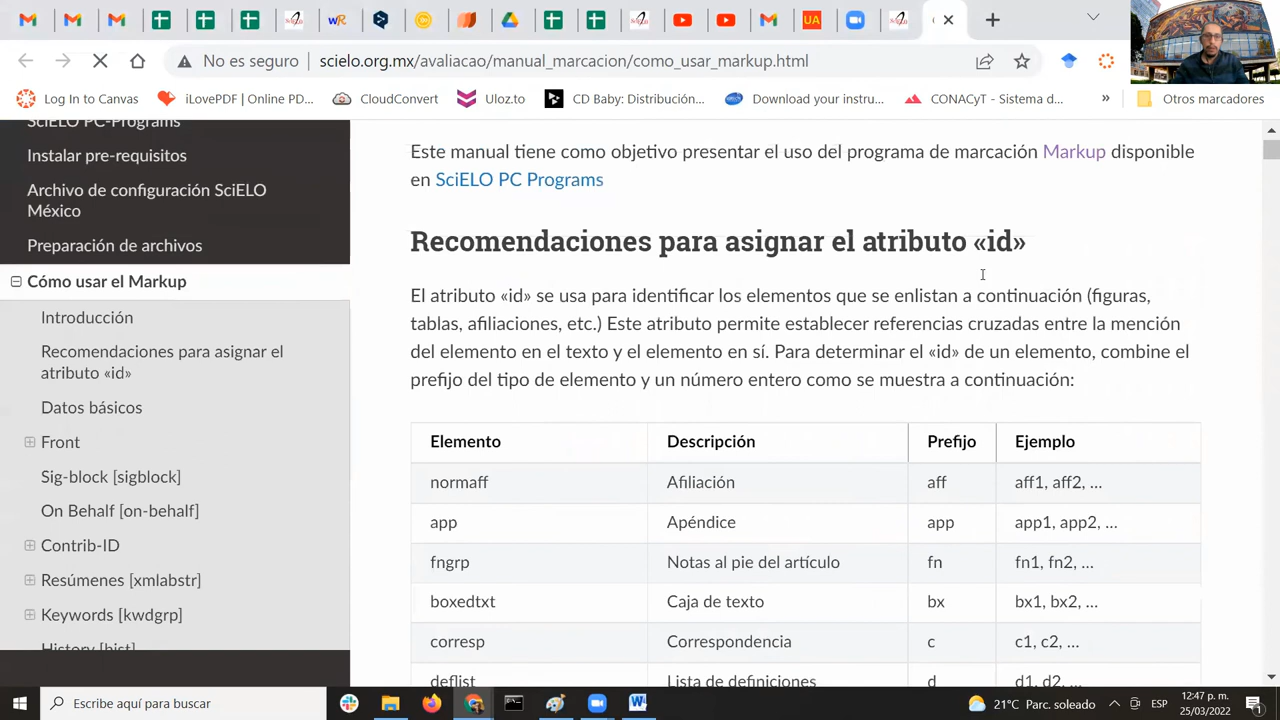 No es seguro scielo.org.mx/avaliacao/manual_marcacion/como_usar_markup.html
Log In to Canvas iLovePDF | Online PD... CloudConvert Uloz.to CD Baby: Distribución... Download your instru... CONACyT - Sistema d... » Otros marcadores
SciELO PC-Programs
Instalar pre-requisitos
Archivo de configuración SciELO
México
Preparación de archivos
Cómo usar el Markup
Introducción
Recomendaciones para asignar el
atributo «id»
Datos básicos
Front
Sig-block [sigblock]
On Behalf [on-behalf]
Contrib-ID
Resúmenes [xmlabstr]
Keywords [kwdgrp]
History [hist]
Este manual tiene como objetivo presentar el uso del programa de marcación Markup disponible
en SciELO PC Programs
Recomendaciones para asignar el atributo «id»
El atributo «id» se usa para identificar los elementos que se enlistan a continuación (figuras,
tablas, afiliaciones, etc.) Este atributo permite establecer referencias cruzadas entre la mención
del elemento en el texto y el elemento en sí. Para determinar el «id» de un elemento, combine el
prefijo del tipo de elemento y un número entero como se muestra a continuación:
Elemento Descripción Prefijo Ejemplo
normaff Afiliación aff aff1, aff2, ...
app Apéndice app app1, app2, ...
fngrp Notas al pie del artículo fn fn1, fn2, ...
boxedtxt Caja de texto bx bx1, bx2, ...
corresp Correspondencia c c1, c2, ...
deflist Lista de definiciones d d1, d2, ...
Escribe aquí para buscar
21°C Parc. soleado
ESP
12:47 p. m.
25/03/2022